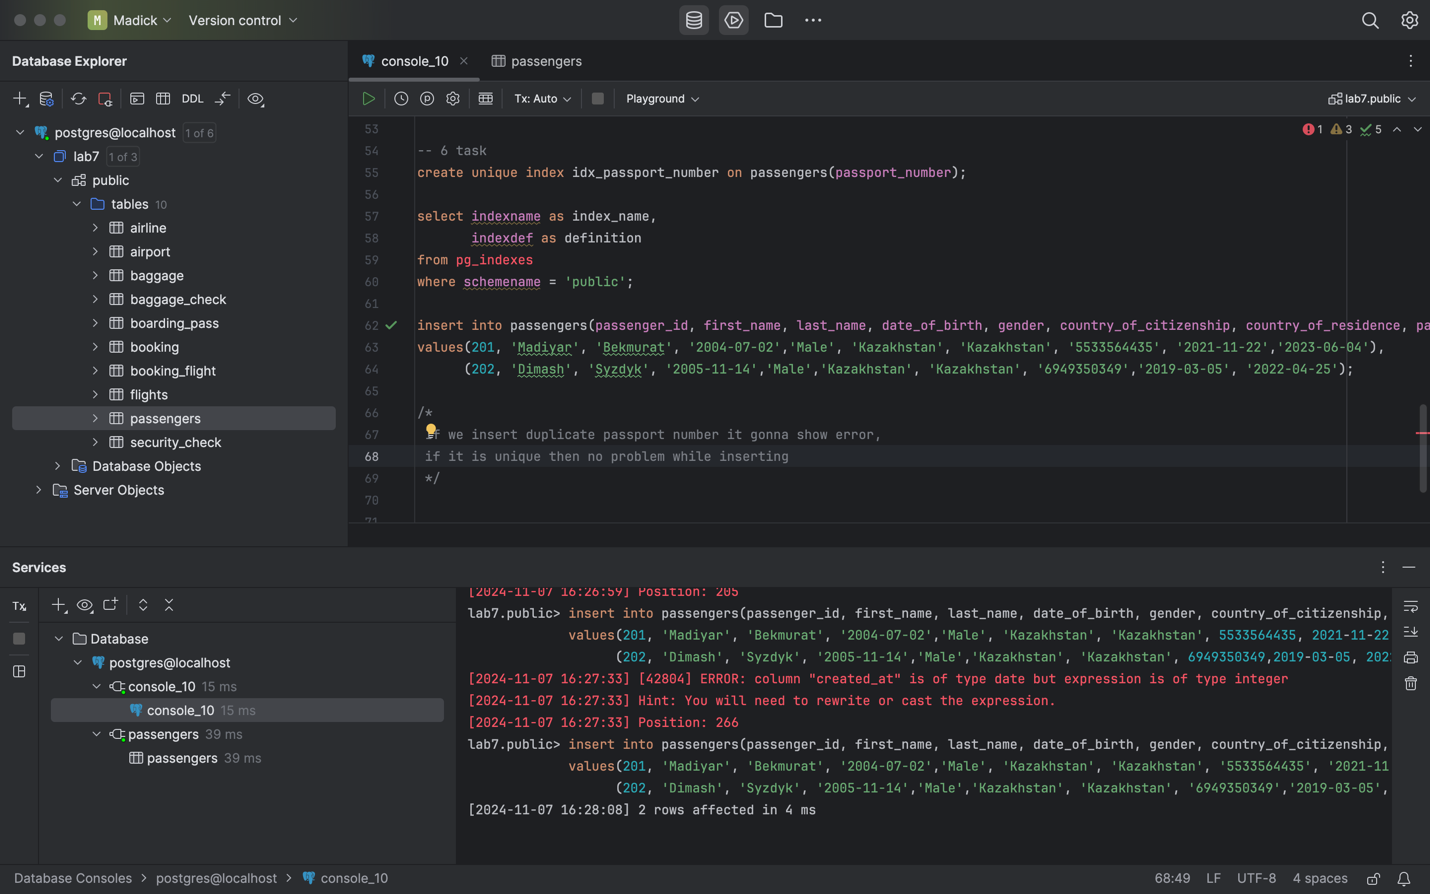 M Madick Version control
Database Explorer
console_10
passengers
DDL
Tx: Auto
Playground
lab7.public
postgres@localhost 1 of 6
lab7 1 of 3
public
tables 10
airline
airport
baggage
baggage_check
boarding_pass
booking
booking_flight
flights
passengers
security_check
Database Objects
Server Objects
1 3 5
53
54 -- 6 task
55 create unique index idx_passport_number on passengers(passport_number);
56
57 select indexname as index_name,
58 indexdef as definition
59 from pg_indexes
60 where schemename = 'public';
61
62 insert into passengers(passenger_id, first_name, last_name, date_of_birth, gender, country_of_citizenship, country_of_residence, pa
63 values(201, 'Madiyar', 'Bekmurat', '2004-07-02','Male', 'Kazakhstan', 'Kazakhstan', '5533564435', '2021-11-22','2023-06-04'),
64 (202, 'Dimash', 'Syzdyk', '2005-11-14','Male','Kazakhstan', 'Kazakhstan', '6949350349','2019-03-05', '2022-04-25');
65
66 /*
67 if we insert duplicate passport number it gonna show error,
68 if it is unique then no problem while inserting
69 */
70
71
Services
Tx
Database
postgres@localhost
console_10 15 ms
console_10 15 ms
passengers 39 ms
passengers 39 ms
[2024-11-07 16:26:59] Position: 205
lab7.public> insert into passengers(passenger_id, first_name, last_name, date_of_birth, gender, country_of_citizenship,
values(201, 'Madiyar', 'Bekmurat', '2004-07-02','Male', 'Kazakhstan', 'Kazakhstan', 5533564435, 2021-11-22
(202, 'Dimash', 'Syzdyk', '2005-11-14','Male','Kazakhstan', 'Kazakhstan', 6949350349,2019-03-05, 202
[2024-11-07 16:27:33] [42804] ERROR: column "created_at" is of type date but expression is of type integer
[2024-11-07 16:27:33] Hint: You will need to rewrite or cast the expression.
[2024-11-07 16:27:33] Position: 266
lab7.public> insert into passengers(passenger_id, first_name, last_name, date_of_birth, gender, country_of_citizenship,
values(201, 'Madiyar', 'Bekmurat', '2004-07-02','Male', 'Kazakhstan', 'Kazakhstan', '5533564435', '2021-11
(202, 'Dimash', 'Syzdyk', '2005-11-14','Male','Kazakhstan', 'Kazakhstan', '6949350349','2019-03-05',
[2024-11-07 16:28:08] 2 rows affected in 4 ms
Database Consoles > postgres@localhost > console_10
68:49 LF UTF-8 4 spaces